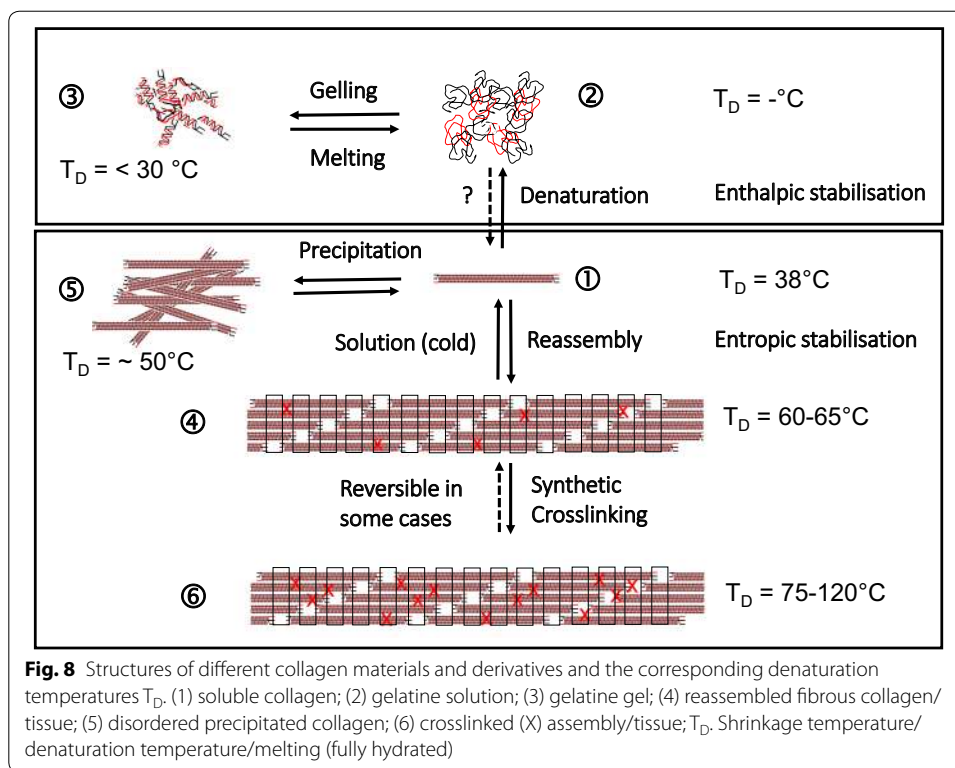 ③
Gelling
②
T_D = -°C
Melting
T_D = < 30 °C
?
Denaturation
Enthalpic stabilisation
Precipitation
⑤
①
T_D = 38°C
Solution (cold)
Reassembly
Entropic stabilisation
T_D = ~ 50°C
④
X X X X X
T_D = 60-65°C
Reversible in
some cases
Synthetic
Crosslinking
⑥
X X X X X X X X X X X X X
T_D = 75-120°C
Fig. 8 Structures of different collagen materials and derivatives and the corresponding denaturation
temperatures T_D. (1) soluble collagen; (2) gelatine solution; (3) gelatine gel; (4) reassembled fibrous collagen/
tissue; (5) disordered precipitated collagen; (6) crosslinked (X) assembly/tissue; T_D. Shrinkage temperature/
denaturation temperature/melting (fully hydrated)